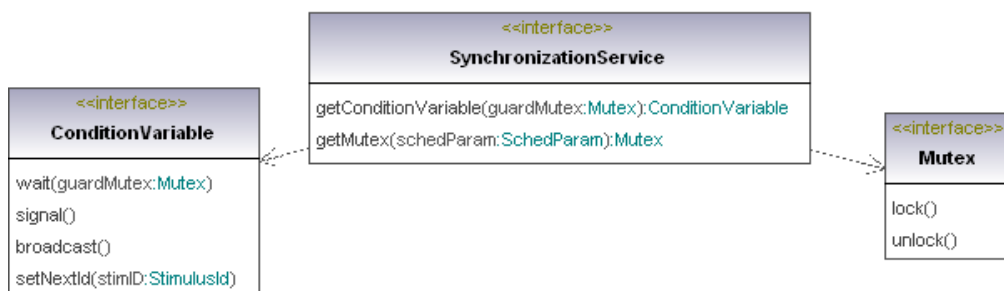 <<interface>>
SynchronizationService
getConditionVariable(guardMutex:Mutex):ConditionVariable
getMutex(schedParam:SchedParam):Mutex
<<interface>>
ConditionVariable
wait(guardMutex:Mutex)
signal()
broadcast()
setNextId(stimID:StimulusId)
<<interface>>
Mutex
lock()
unlock()